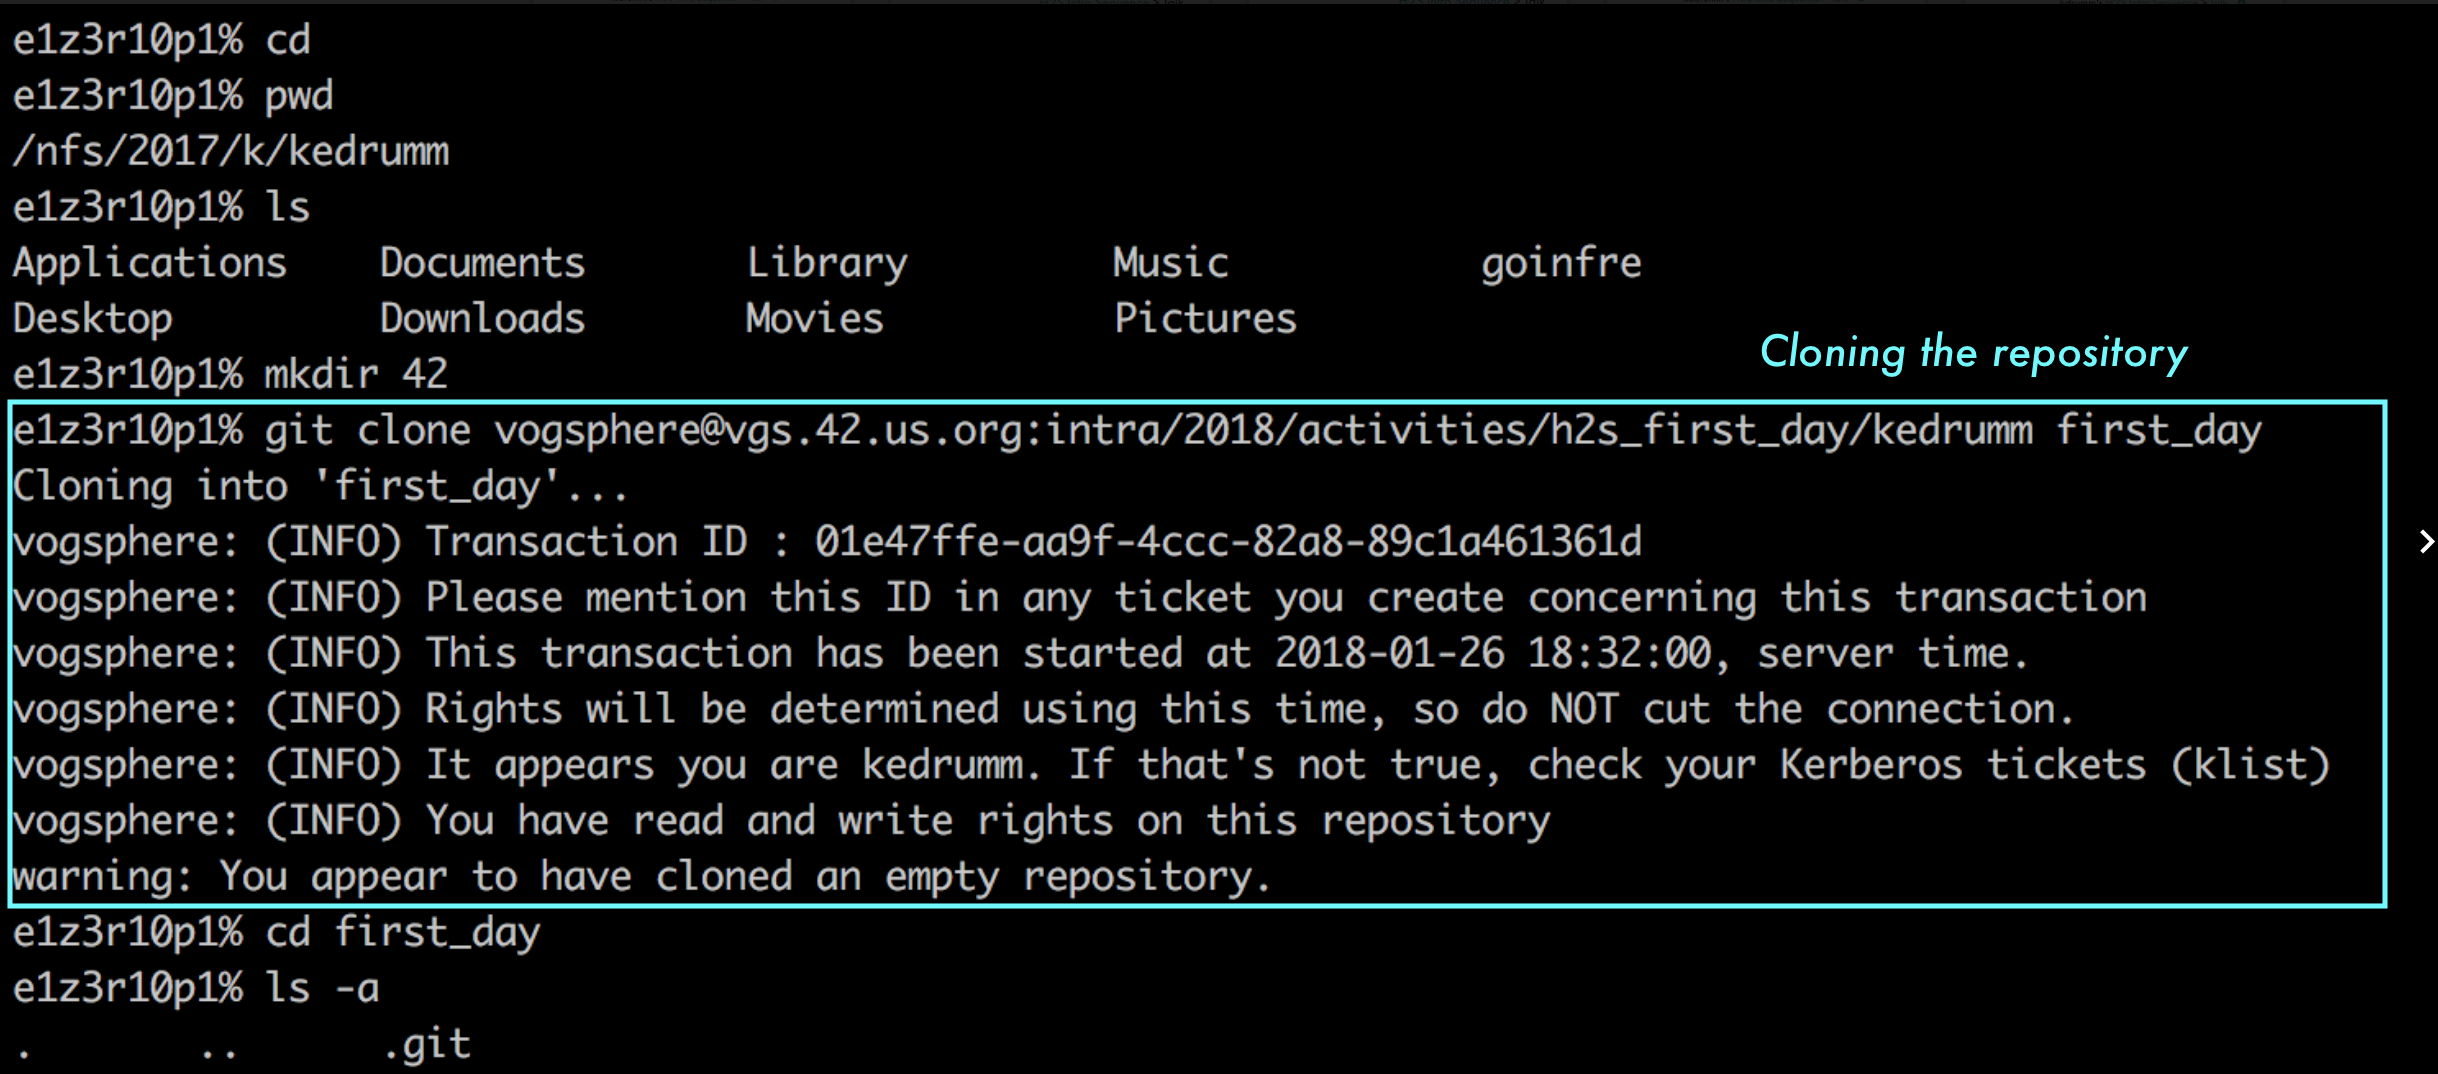 e1z3r10p1% cd
e1z3r10p1% pwd
/nfs/2017/k/kedrumm
e1z3r10p1% ls
Applications Documents Library Music goinfre
Desktop Downloads Movies Pictures
Cloning the repository
e1z3r10p1% mkdir 42
e1z3r10p1% git clone vogsphere@vgs.42.us.org:intra/2018/activities/h2s_first_day/kedrumm first_day
Cloning into 'first_day'...
vogsphere: (INFO) Transaction ID : 01e47ffe-aa9f-4ccc-82a8-89c1a461361d
vogsphere: (INFO) Please mention this ID in any ticket you create concerning this transaction
vogsphere: (INFO) This transaction has been started at 2018-01-26 18:32:00, server time.
vogsphere: (INFO) Rights will be determined using this time, so do NOT cut the connection.
vogsphere: (INFO) It appears you are kedrumm. If that's not true, check your Kerberos tickets (klist)
vogsphere: (INFO) You have read and write rights on this repository
warning: You appear to have cloned an empty repository.
e1z3r10p1% cd first_day
e1z3r10p1% ls -a
. .. .git